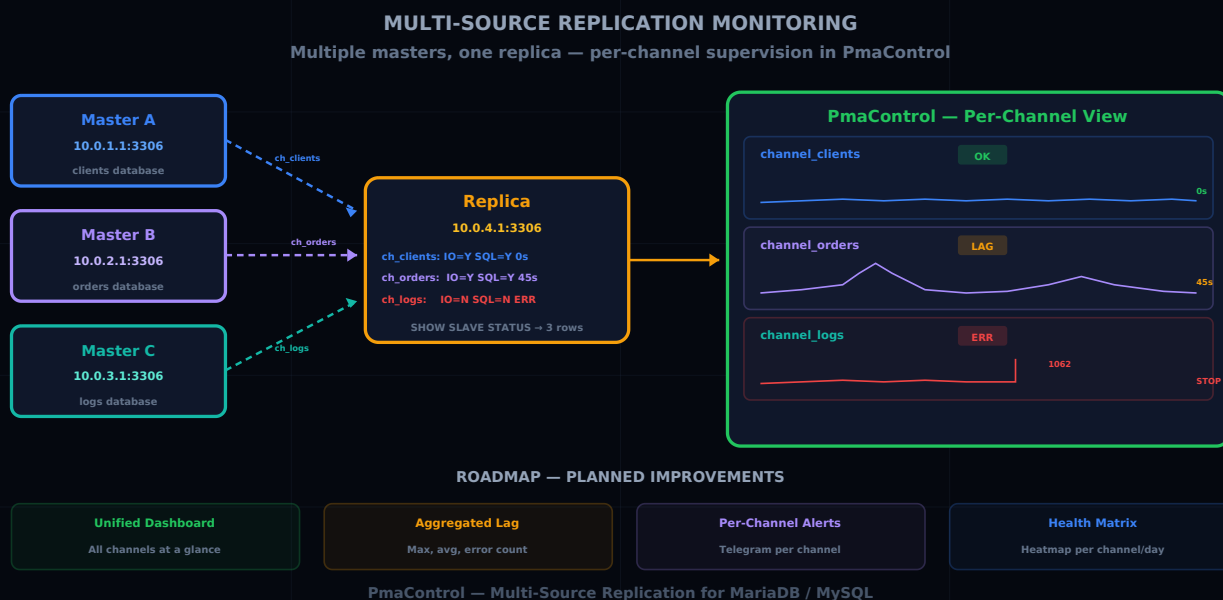 MULTI-SOURCE REPLICATION MONITORING
Multiple masters, one replica — per-channel supervision in PmaControl
Master A
10.0.1.1:3306
clients database
Master B
10.0.2.1:3306
orders database
Master C
10.0.3.1:3306
logs database
ch_clients
ch_orders
ch_logs
Replica
10.0.4.1:3306
ch_clients: IO=Y SQL=Y 0s
ch_orders: IO=Y SQL=Y 45s
ch_logs: IO=N SQL=N ERR
SHOW SLAVE STATUS → 3 rows
PmaControl — Per-Channel View
channel_clients
OK
0s
channel_orders
LAG
45s
channel_logs
ERR
1062
STOP
ROADMAP — PLANNED IMPROVEMENTS
Unified Dashboard
All channels at a glance
Aggregated Lag
Max, avg, error count
Per-Channel Alerts
Telegram per channel
Health Matrix
Heatmap per channel/day
PmaControl — Multi-Source Replication for MariaDB / MySQL